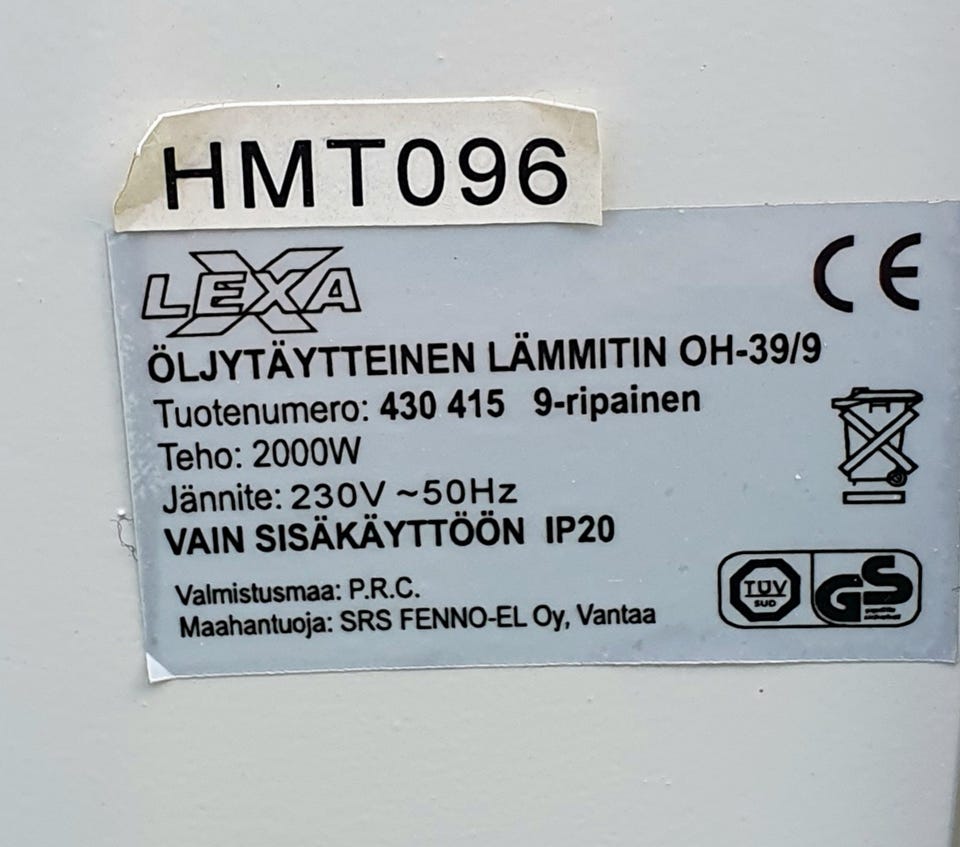 HMT096
LEXA
CE
ÖLJYTÄYTTEINEN LÄMMITIN OH-39/9
Tuotenumero: 430 415 9-ripainen
Teho: 2000W
Jännite: 230V ~50Hz
VAIN SISÄKÄYTTÖÖN IP20
Valmistusmaa: P.R.C.
Maahantuoja: SRS FENNO-EL Oy, Vantaa
TÜV
SUD
GS